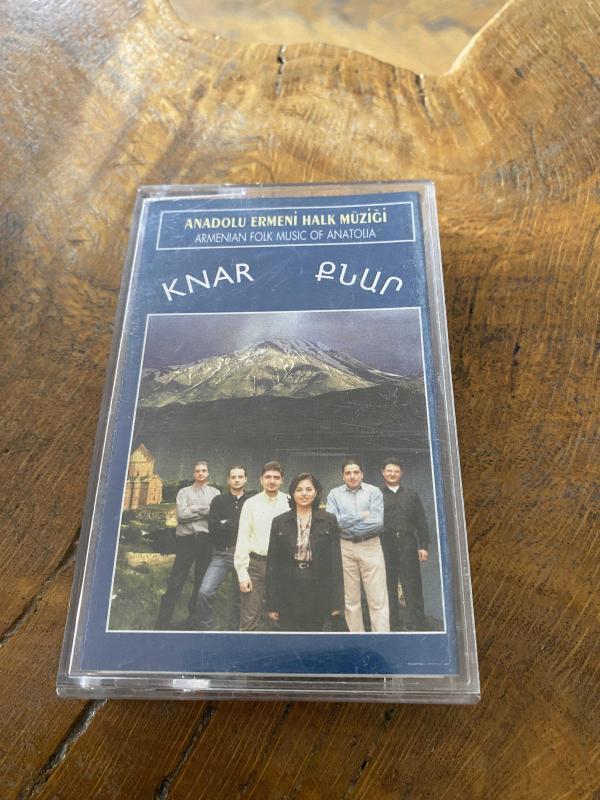 ANADOLU ERMENİ HALK MÜZİĞİ
ARMENIAN FOLK MUSIC OF ANATOLIA
KNAR ՔՆԱՐ